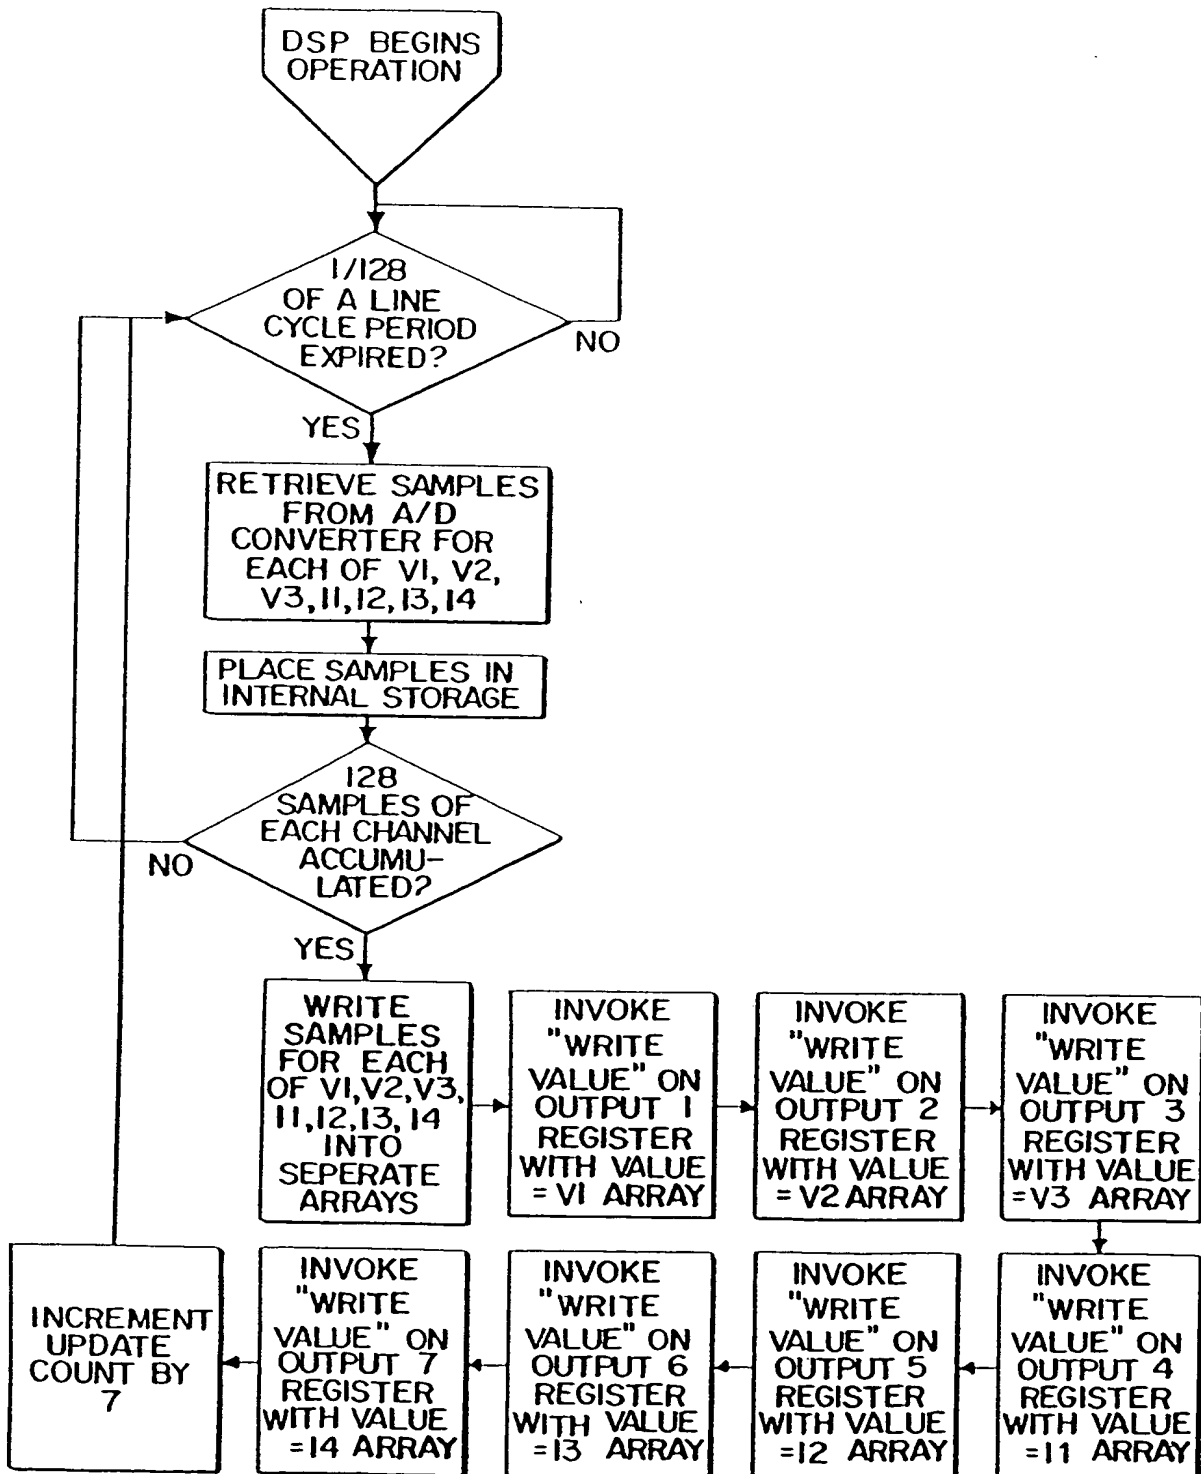 DSP BEGINS
OPERATION
1/128
OF A LINE
CYCLE PERIOD
EXPIRED?
NO
YES
RETRIEVE SAMPLES
FROM A/D
CONVERTER FOR
EACH OF V1, V2,
V3, I1, I2, I3, I4
PLACE SAMPLES IN
INTERNAL STORAGE
128
SAMPLES OF
EACH CHANNEL
ACCUMU-
LATED?
NO
YES
WRITE
SAMPLES
FOR EACH
OF V1, V2, V3,
I1, I2, I3, I4
INTO
SEPERATE
ARRAYS
INVOKE
"WRITE
VALUE" ON
OUTPUT 1
REGISTER
WITH VALUE
= V1 ARRAY
INVOKE
"WRITE
VALUE" ON
OUTPUT 2
REGISTER
WITH VALUE
= V2 ARRAY
INVOKE
"WRITE
VALUE" ON
OUTPUT 3
REGISTER
WITH VALUE
= V3 ARRAY
INVOKE
"WRITE
VALUE" ON
OUTPUT 4
REGISTER
WITH VALUE
= I1 ARRAY
INVOKE
"WRITE
VALUE" ON
OUTPUT 5
REGISTER
WITH VALUE
= I2 ARRAY
INVOKE
"WRITE
VALUE" ON
OUTPUT 6
REGISTER
WITH VALUE
= I3 ARRAY
INVOKE
"WRITE
VALUE" ON
OUTPUT 7
REGISTER
WITH VALUE
= I4 ARRAY
INCREMENT
UPDATE
COUNT BY
7